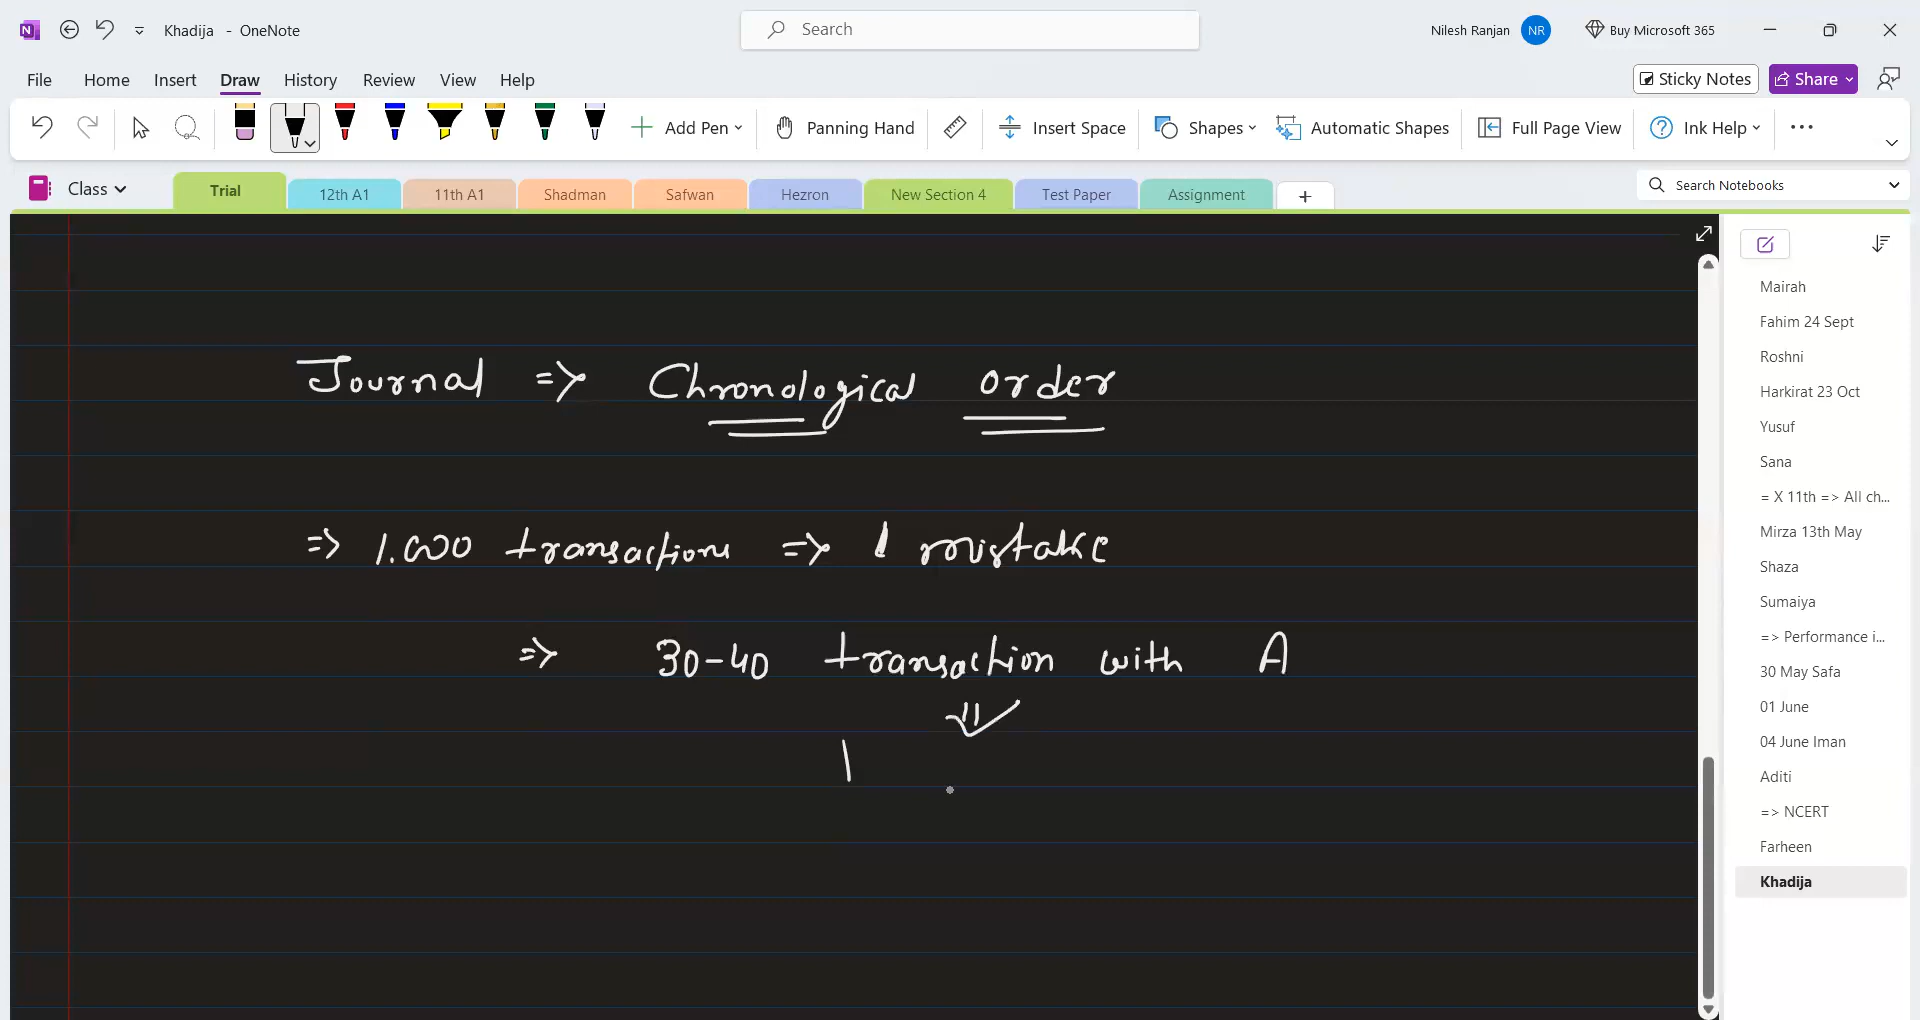 Khadija - OneNote
Search
Nilesh Ranjan NR
Buy Microsoft 365
File Home Insert Draw History Review View Help
Sticky Notes Share
Add Pen Panning Hand Insert Space Shapes Automatic Shapes Full Page View Ink Help
Class Trial 12th A1 11th A1 Shadman Safwan Hezron New Section 4 Test Paper Assignment +
Search Notebooks
Journal => Chronological order
=> 1.000 transactions => 1 mistake
=> 30-40 transaction with A
Mairah
Fahim 24 Sept
Roshni
Harkirat 23 Oct
Yusuf
Sana
= X 11th => All ch...
Mirza 13th May
Shaza
Sumaiya
=> Performance i...
30 May Safa
01 June
04 June Iman
Aditi
=> NCERT
Farheen
Khadija